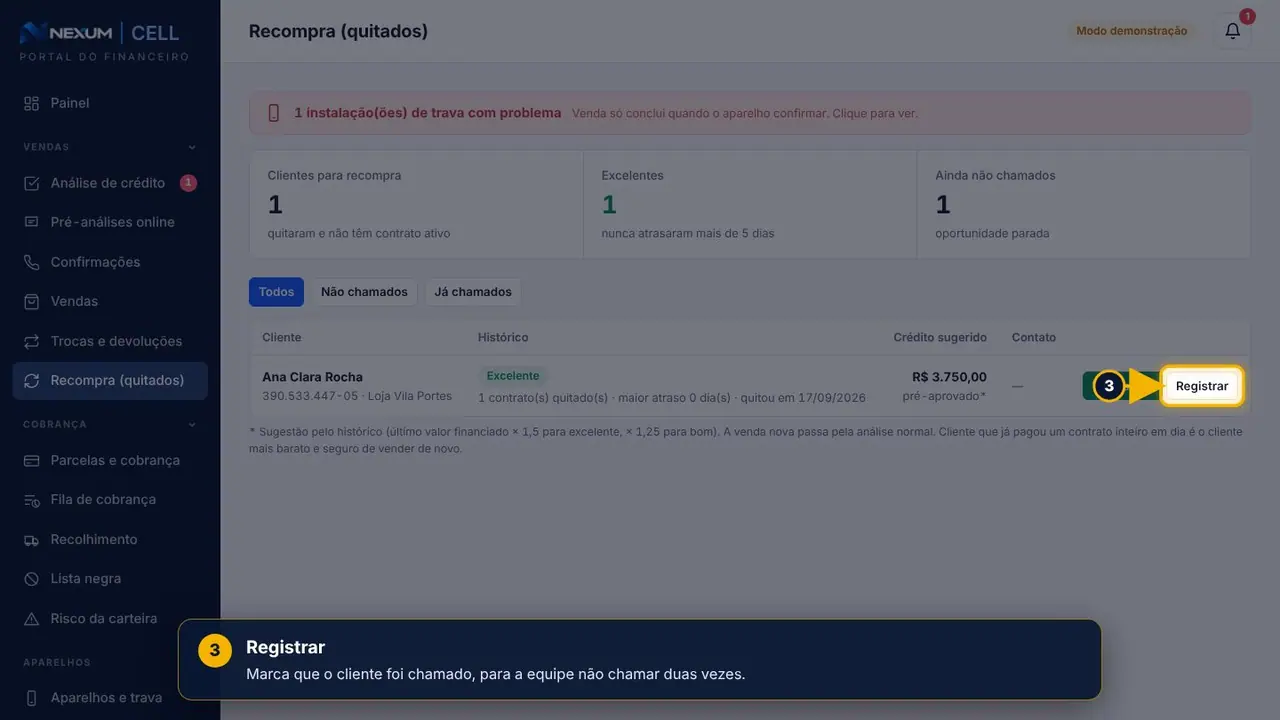 NEXUM | CELL
PORTAL DO FINANCEIRO
Painel
VENDAS
Análise de crédito 1
Pré-análises online
Confirmações
Vendas
Trocas e devoluções
Recompra (quitados)
COBRANÇA
Parcelas e cobrança
Fila de cobrança
Recolhimento
Lista negra
Risco da carteira
APARELHOS
Aparelhos e trava
Recompra (quitados)
Modo demonstração
1
1 instalação(ões) de trava com problema Venda só conclui quando o aparelho confirmar. Clique para ver.
Clientes para recompra
1
quitaram e não têm contrato ativo
Excelentes
1
nunca atrasaram mais de 5 dias
Ainda não chamados
1
oportunidade parada
Todos Não chamados Já chamados
Cliente Histórico Crédito sugerido Contato
Ana Clara Rocha
390.533.447-05 · Loja Vila Portes
Excelente
1 contrato(s) quitado(s) · maior atraso 0 dia(s) · quitou em 17/09/2026
R$ 3.750,00
pré-aprovado*
—
3
Registrar
* Sugestão pelo histórico (último valor financiado × 1,5 para excelente, × 1,25 para bom). A venda nova passa pela análise normal. Cliente que já pagou um contrato inteiro em dia é o cliente
mais barato e seguro de vender de novo.
3
Registrar
Marca que o cliente foi chamado, para a equipe não chamar duas vezes.